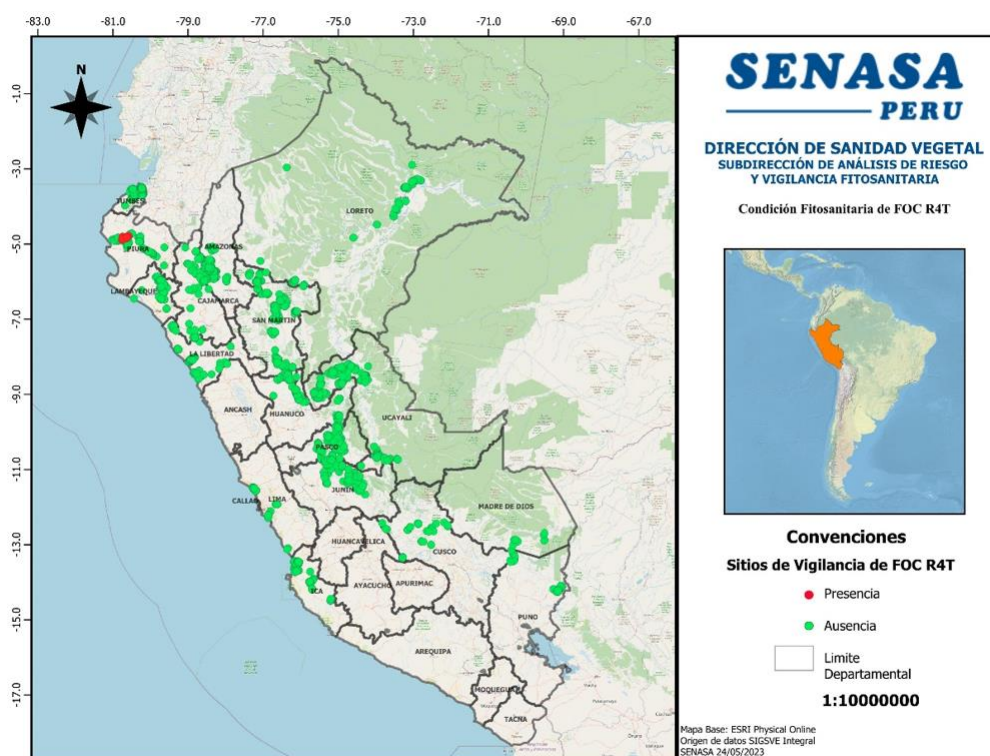 -83.0 -81.0 -79.0 -77.0 -75.0 -73.0 -71.0 -69.0 -67.0
N
-1.0
-3.0
-5.0
-7.0
-9.0
-11.0
-13.0
-15.0
-17.0
TUMBES
LORETO
PIURA
AMAZONAS
LAMBAYEQUE
CAJAMARCA
SAN MARTIN
LA LIBERTAD
ANCASH
HUANUCO
UCAYALI
PASCO
JUNIN
CALLAO
LIMA
MADRE DE DIOS
HUANCAVELICA
CUSCO
ICA
AYACUCHO
APURIMAC
PUNO
AREQUIPA
MOQUEGUA
TACNA
SENASA
PERU
DIRECCIÓN DE SANIDAD VEGETAL
SUBDIRECCIÓN DE ANÁLISIS DE RIESGO
Y VIGILANCIA FITOSANITARIA
Condición Fitosanitaria de FOC R4T
Convenciones
Sitios de Vigilancia de FOC R4T
Presencia
Ausencia
Limite
Departamental
1:10000000
Mapa Base: ESRI Physical Online
Origen de datos SIGSVE Integral
SENASA 24/05/2023